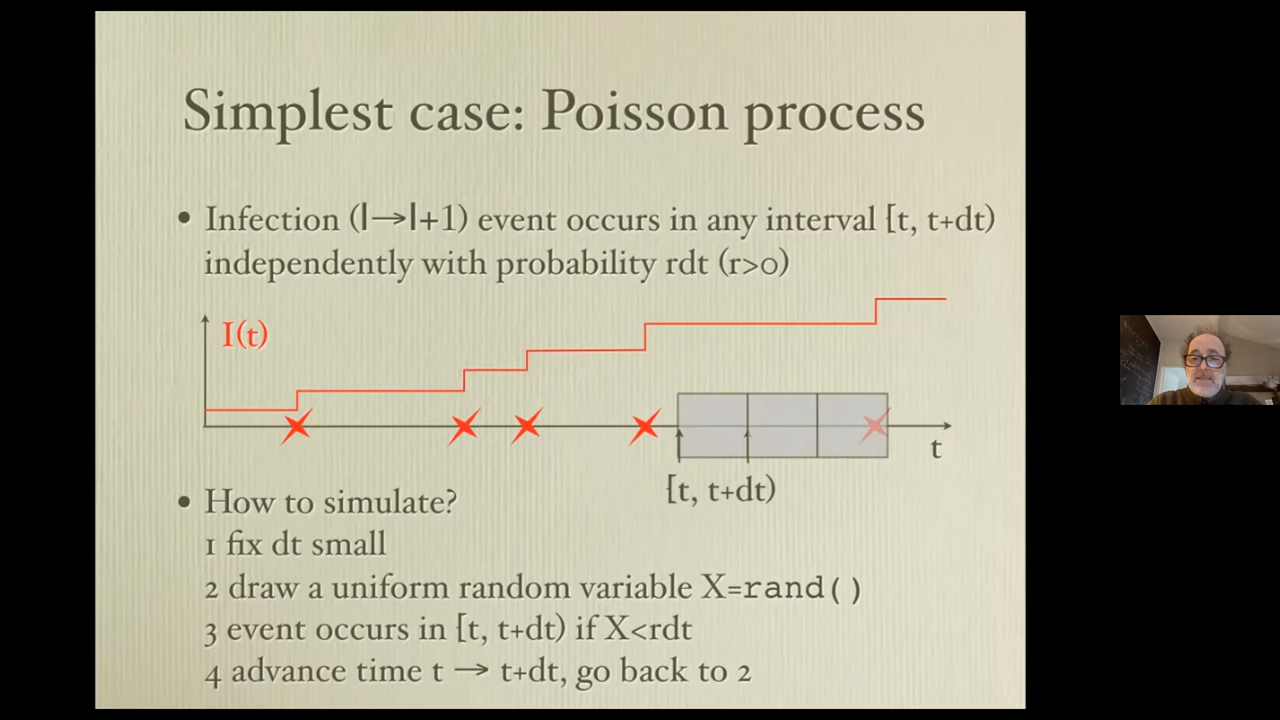 Simplest case: Poisson process
• Infection (I→I+1) event occurs in any interval [t, t+dt)
independently with probability rdt (r>0)
I(t)
t
[t, t+dt)
• How to simulate?
1 fix dt small
2 draw a uniform random variable X=rand()
3 event occurs in [t, t+dt) if X<rdt
4 advance time t → t+dt, go back to 2